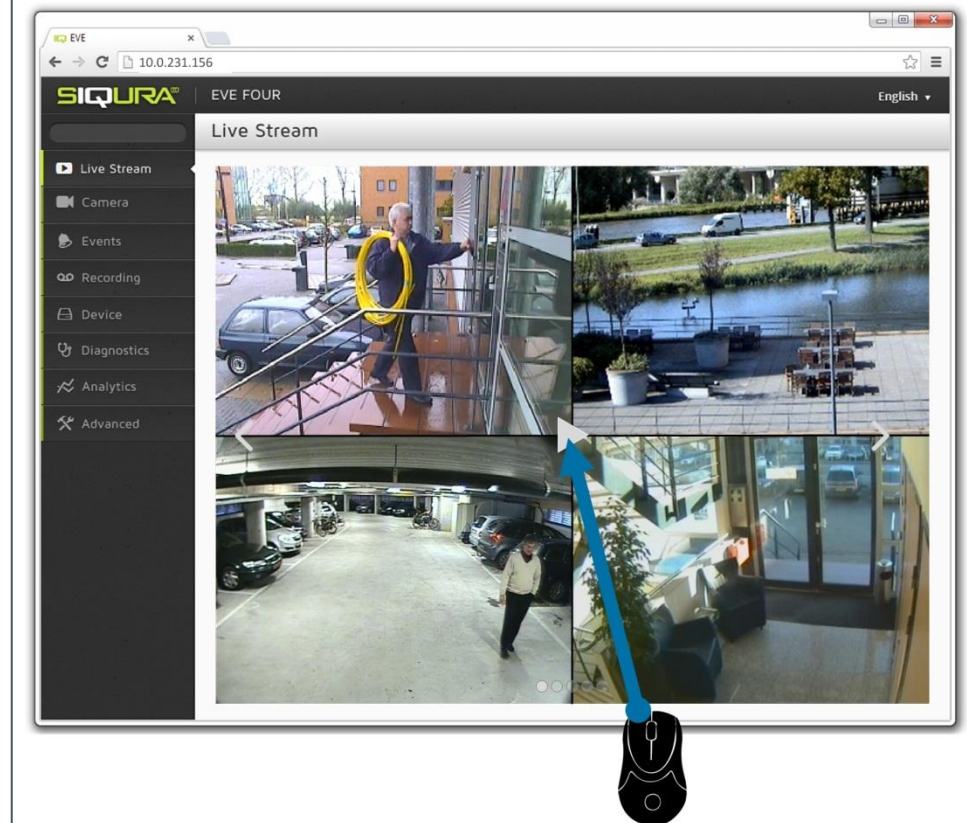 EVE
10.0.231.156
SIQURA
EVE FOUR
English
Live Stream
Live Stream
Camera
Events
Recording
Device
Diagnostics
Analytics
Advanced